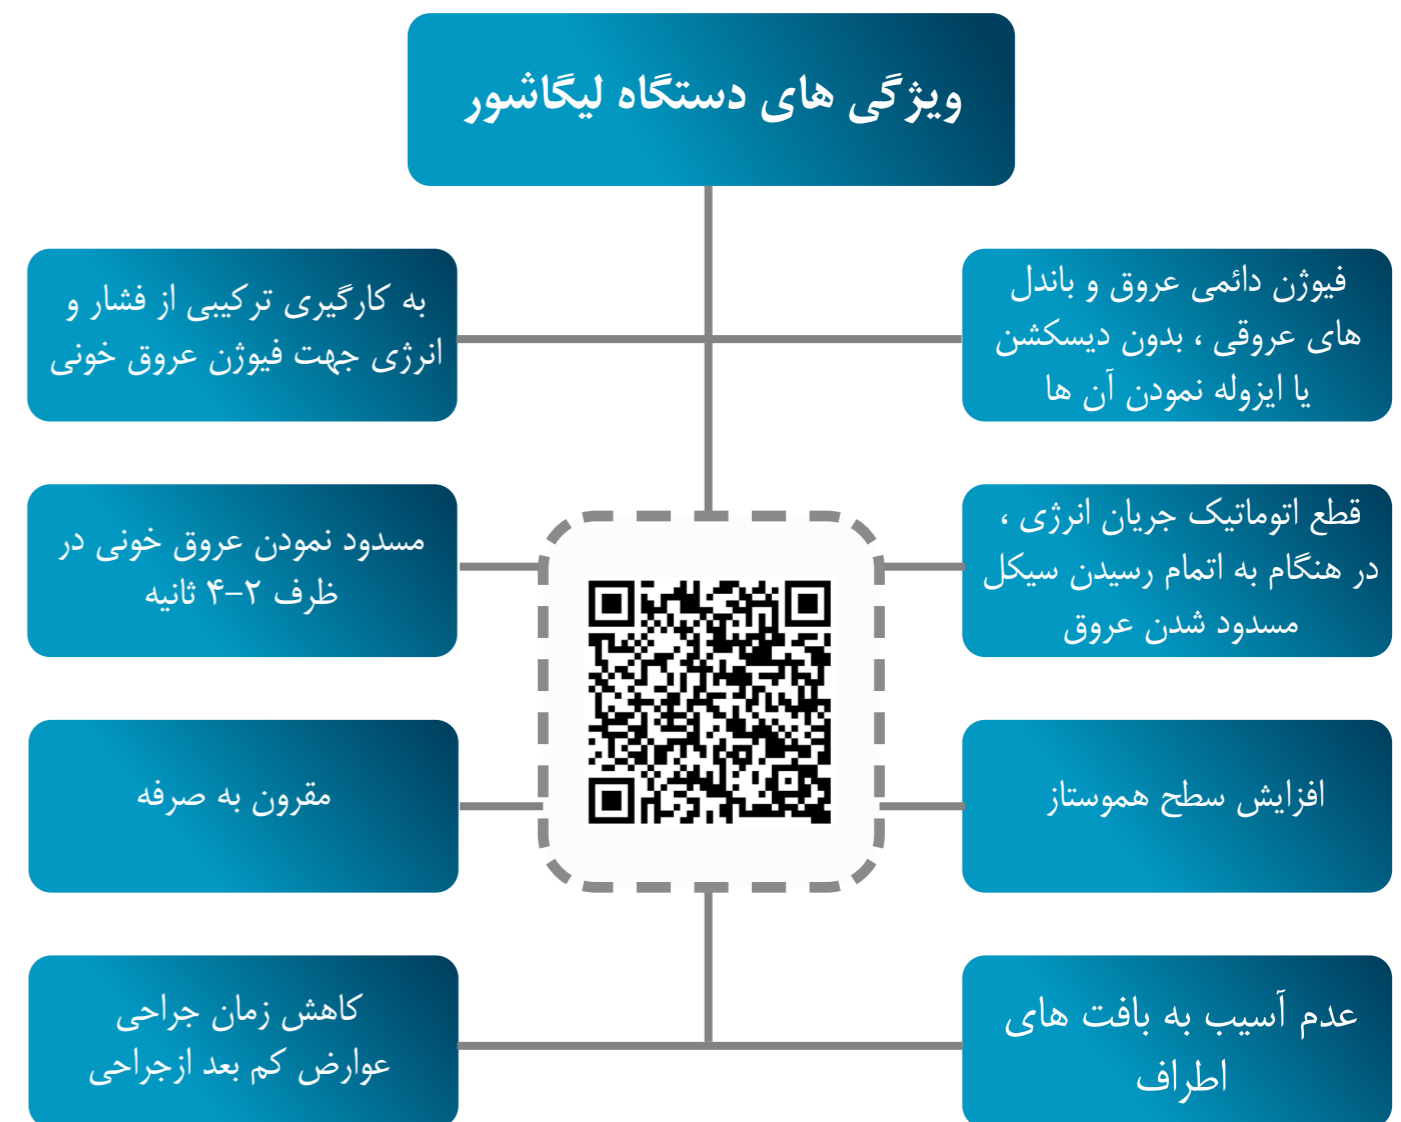 ویژگی های دستگاه لیگاشور
فیوژن دائمی عروق و باندل
های عروقی ، بدون دیسکشن
یا ایزوله نمودن آن ها
به کارگیری ترکیبی از فشار و
انرژی جهت فیوژن عروق خونی
قطع اتوماتیک جریان انرژی ،
در هنگام به اتمام رسیدن سیکل
مسدود شدن عروق
مسدود نمودن عروق خونی در
ظرف ۲-۴ ثانیه
افزایش سطح هموستاز
مقرون به صرفه
عدم آسیب به بافت های
اطراف
کاهش زمان جراحی
عوارض کم بعد ازجراحی